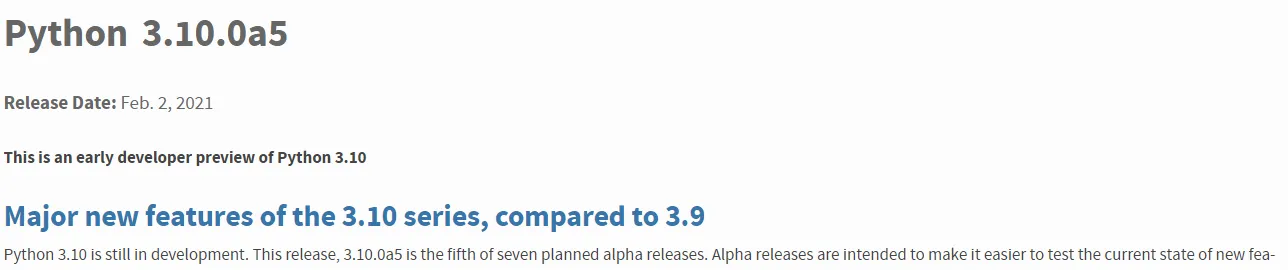 Python 3.10.0a5
Release Date: Feb. 2, 2021
This is an early developer preview of Python 3.10
Major new features of the 3.10 series, compared to 3.9
Python 3.10 is still in development. This release, 3.10.0a5 is the fifth of seven planned alpha releases. Alpha releases are intended to make it easier to test the current state of new fea-